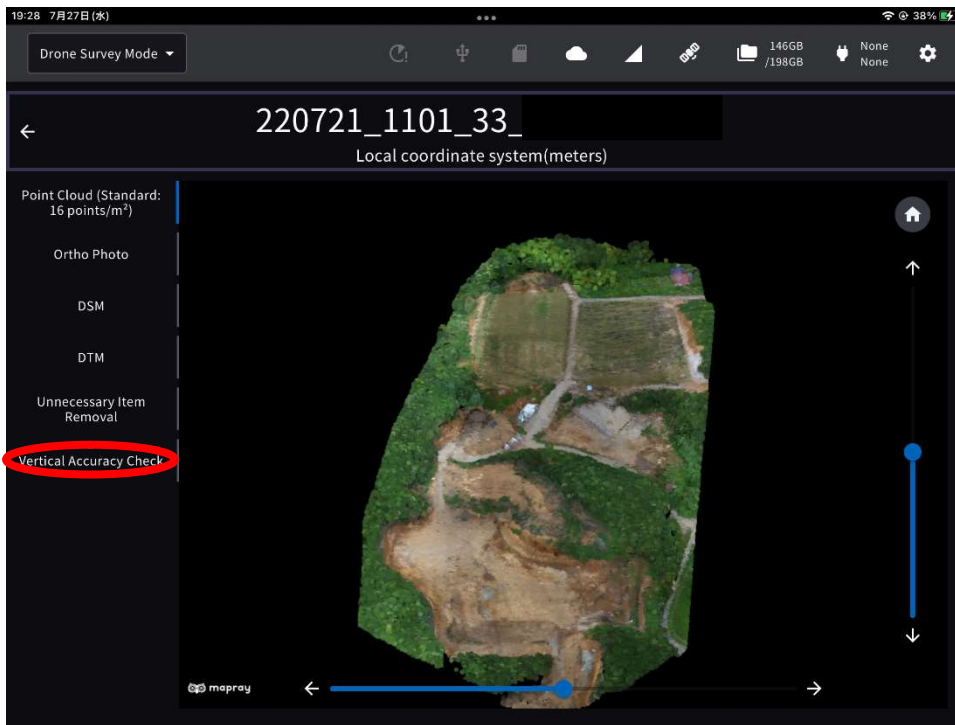 19:28 7月27日(水)
38%
Drone Survey Mode
146GB
/198GB
None
None
220721_1101_33_
Local coordinate system(meters)
Point Cloud (Standard:
16 points/m²)
Ortho Photo
DSM
DTM
Unnecessary Item
Removal
Vertical Accuracy Check
mapray